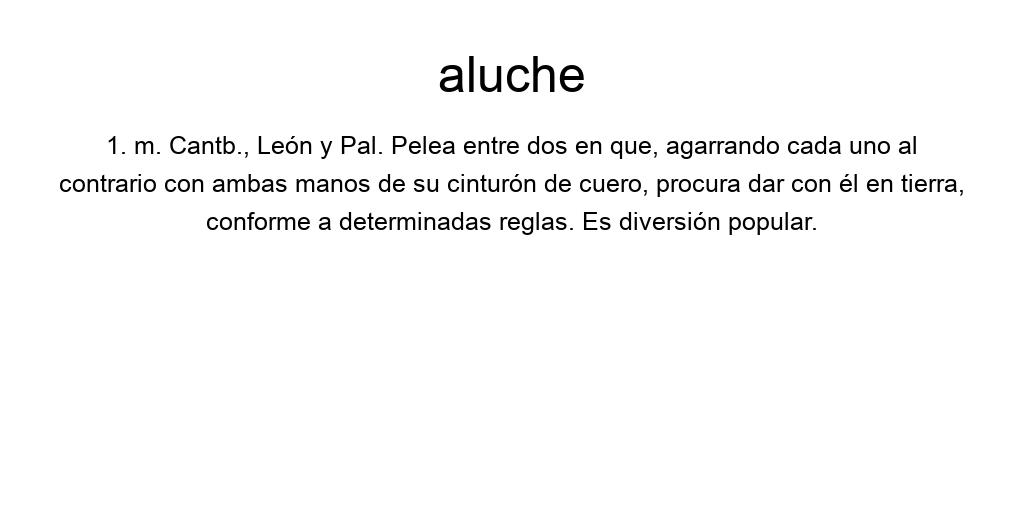 aluche
1. m. Cantb., León y Pal. Pelea entre dos en que, agarrando cada uno al
contrario con ambas manos de su cinturón de cuero, procura dar con él en tierra,
conforme a determinadas reglas. Es diversión popular.